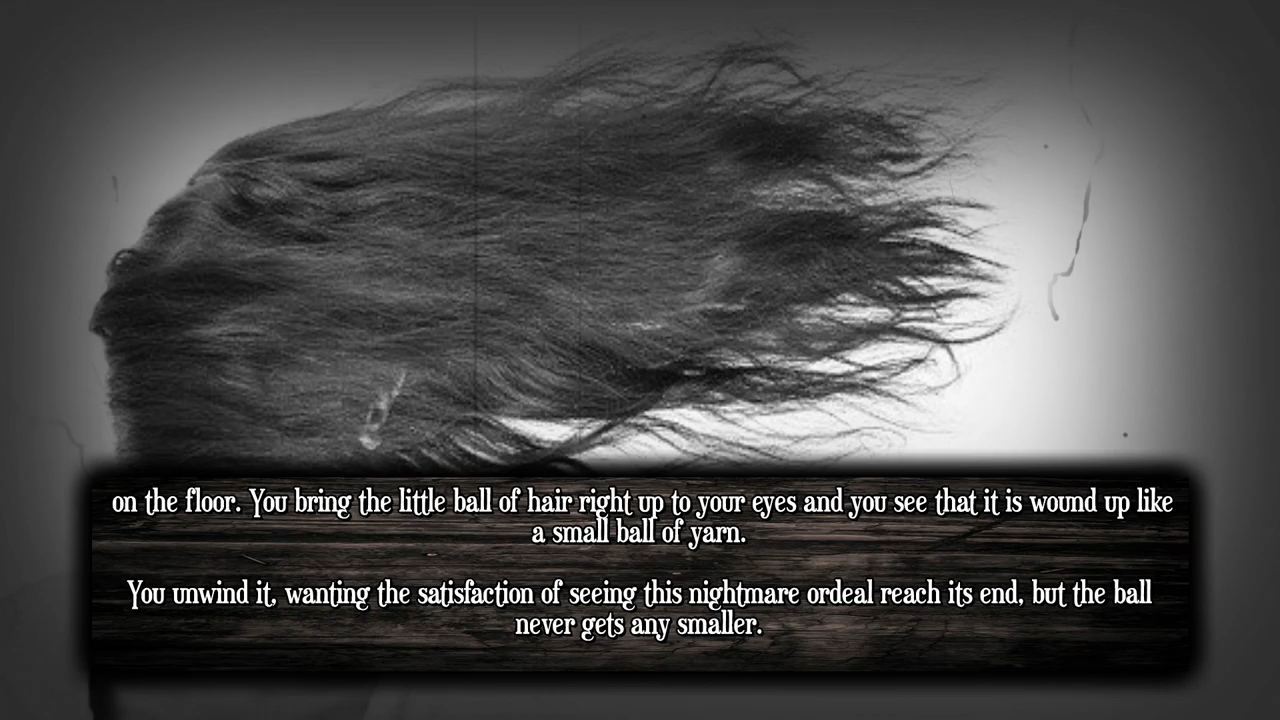 on the floor. You bring the little ball of hair right up to your eyes and you see that it is wound up like
a small ball of yarn.
You unwind it, wanting the satisfaction of seeing this nightmare ordeal reach its end, but the ball
never gets any smaller.